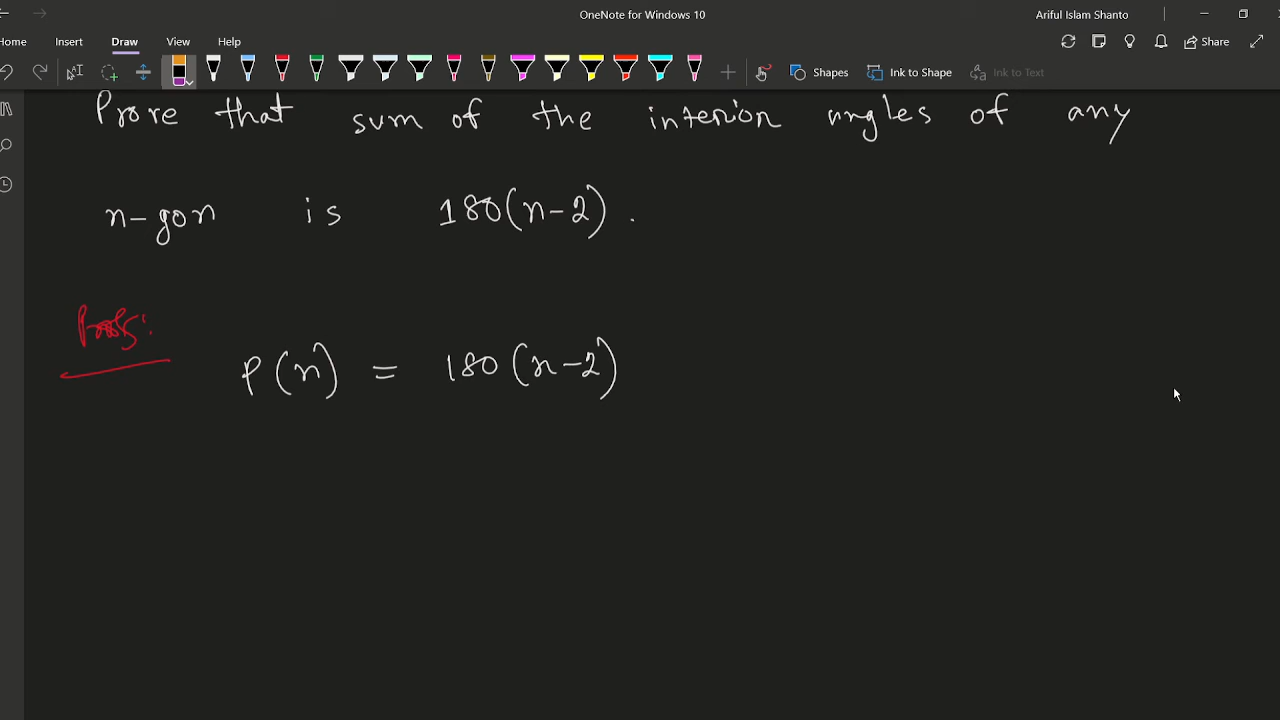 OneNote for Windows 10
Ariful Islam Shanto
Home Insert Draw View Help
Share
Shapes Ink to Shape Ink to Text
Prove that sum of the interior angles of any
n-gon is 180(n-2).
Proof:
P(n) = 180(n-2)